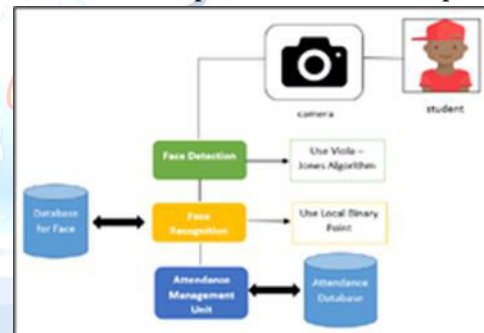 camera
student
Face Detection
Use Viola –
Jones Algorithm
Database
for Face
Face
Recognition
Use Local Binary
Point
Attendance
Management
Unit
Attendance
Database